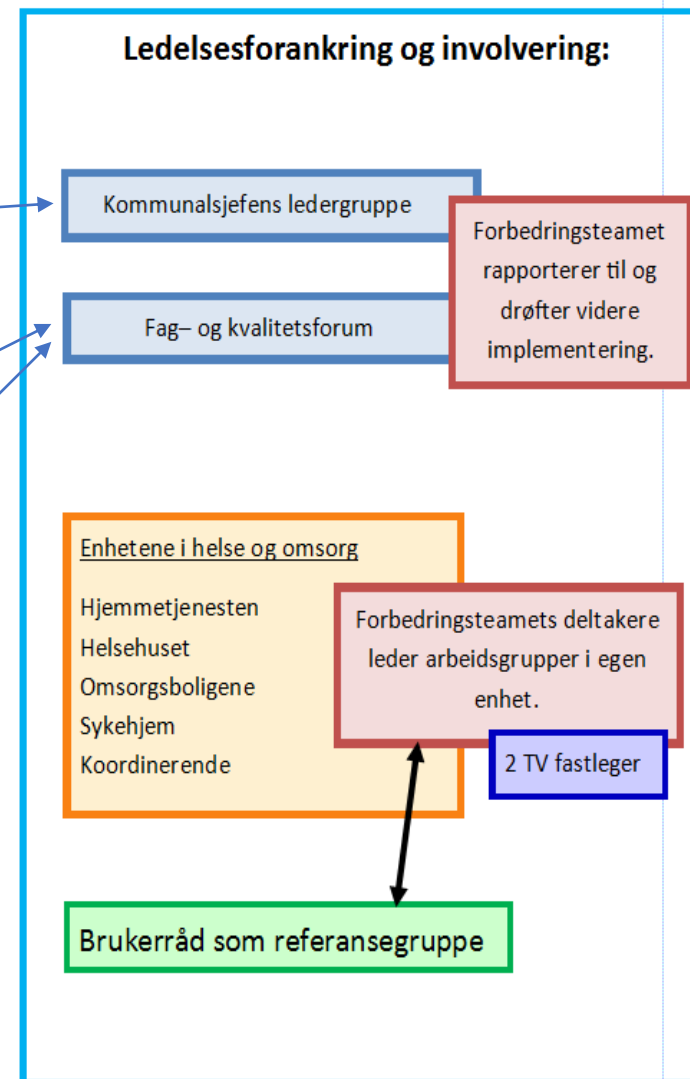 Ledelsesforankring og involvering:
Kommunalsjefens ledergruppe
Forbedringsteamet
rapporterer til og
drøfter videre
implementering.
Fag– og kvalitetsforum
Enhetene i helse og omsorg
Hjemmetjenesten
Helsehuset
Omsorgsboligene
Sykehjem
Koordinerende
Forbedringsteamets deltakere
leder arbeidsgrupper i egen
enhet.
2 TV fastleger
Brukerråd som referansegruppe